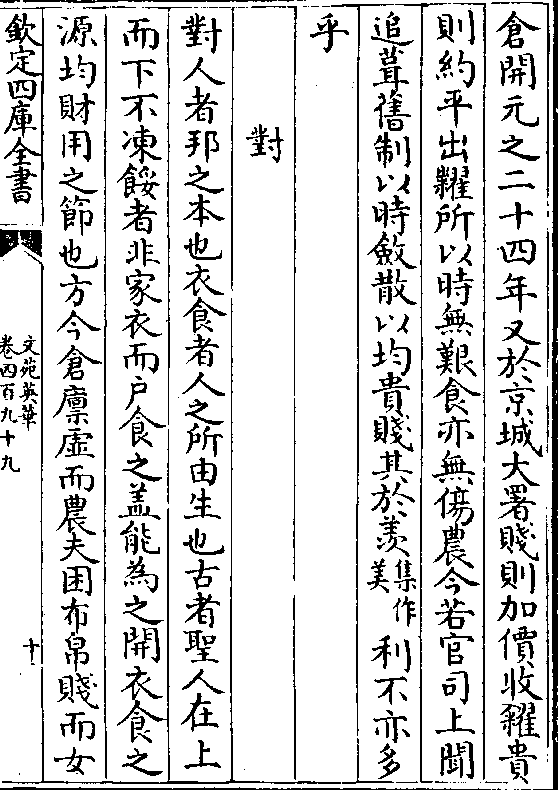 倉開元之二十四年又於京城大署賤則加價收糴貴
則約平出糶所以時無艱食亦無傷農今若官司上聞
追葺舊制以時斂散以均貴賤其於羨集作美利不亦多
乎
對
對人者邦之本也衣食者人之所由生也古者聖人在上
而下不凍餒者非家衣而戶食之盖能為之開衣食之
源均財用之節也方今倉廩虛而農夫困布帛賤而女
欽定四庫全書
文苑英華
卷四百九十九
十